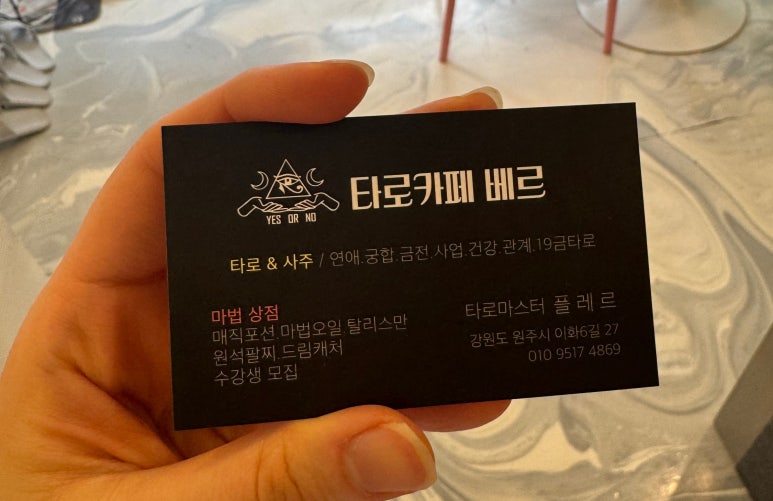 타로카페 베르
YES OR NO
타로 & 사주 / 연애.궁합.금전.사업.건강.관계.19금타로
마법 상점
매직포션.마법오일 탈리스만
원석팔찌.드림캐처
수강생 모집
타로마스터 플 레 르
강원도 원주시 이화6길 27
010 9517 4869